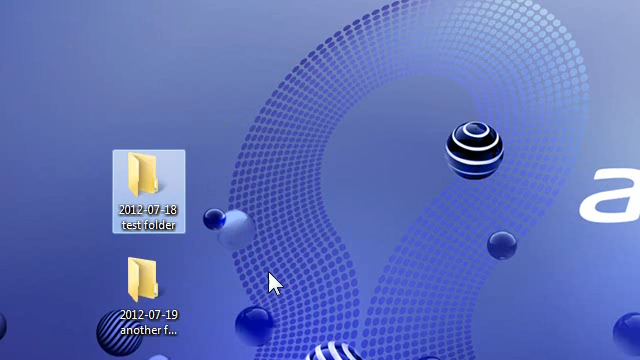 2012-07-18
test folder
2012-07-19
another f...
a